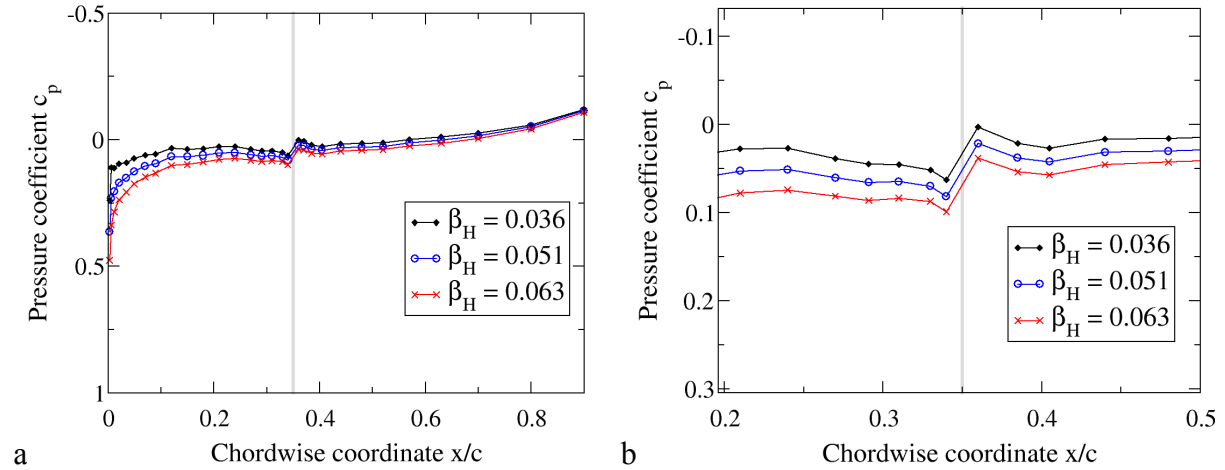 -0.5
0
0.5
1
Pressure coefficient c_p
0 0.2 0.4 0.6 0.8
Chordwise coordinate x/c
β_H = 0.036
β_H = 0.051
β_H = 0.063
a
-0.1
0
0.1
0.2
0.3
Pressure coefficient c_p
0.2 0.3 0.4 0.5
Chordwise coordinate x/c
β_H = 0.036
β_H = 0.051
β_H = 0.063
b